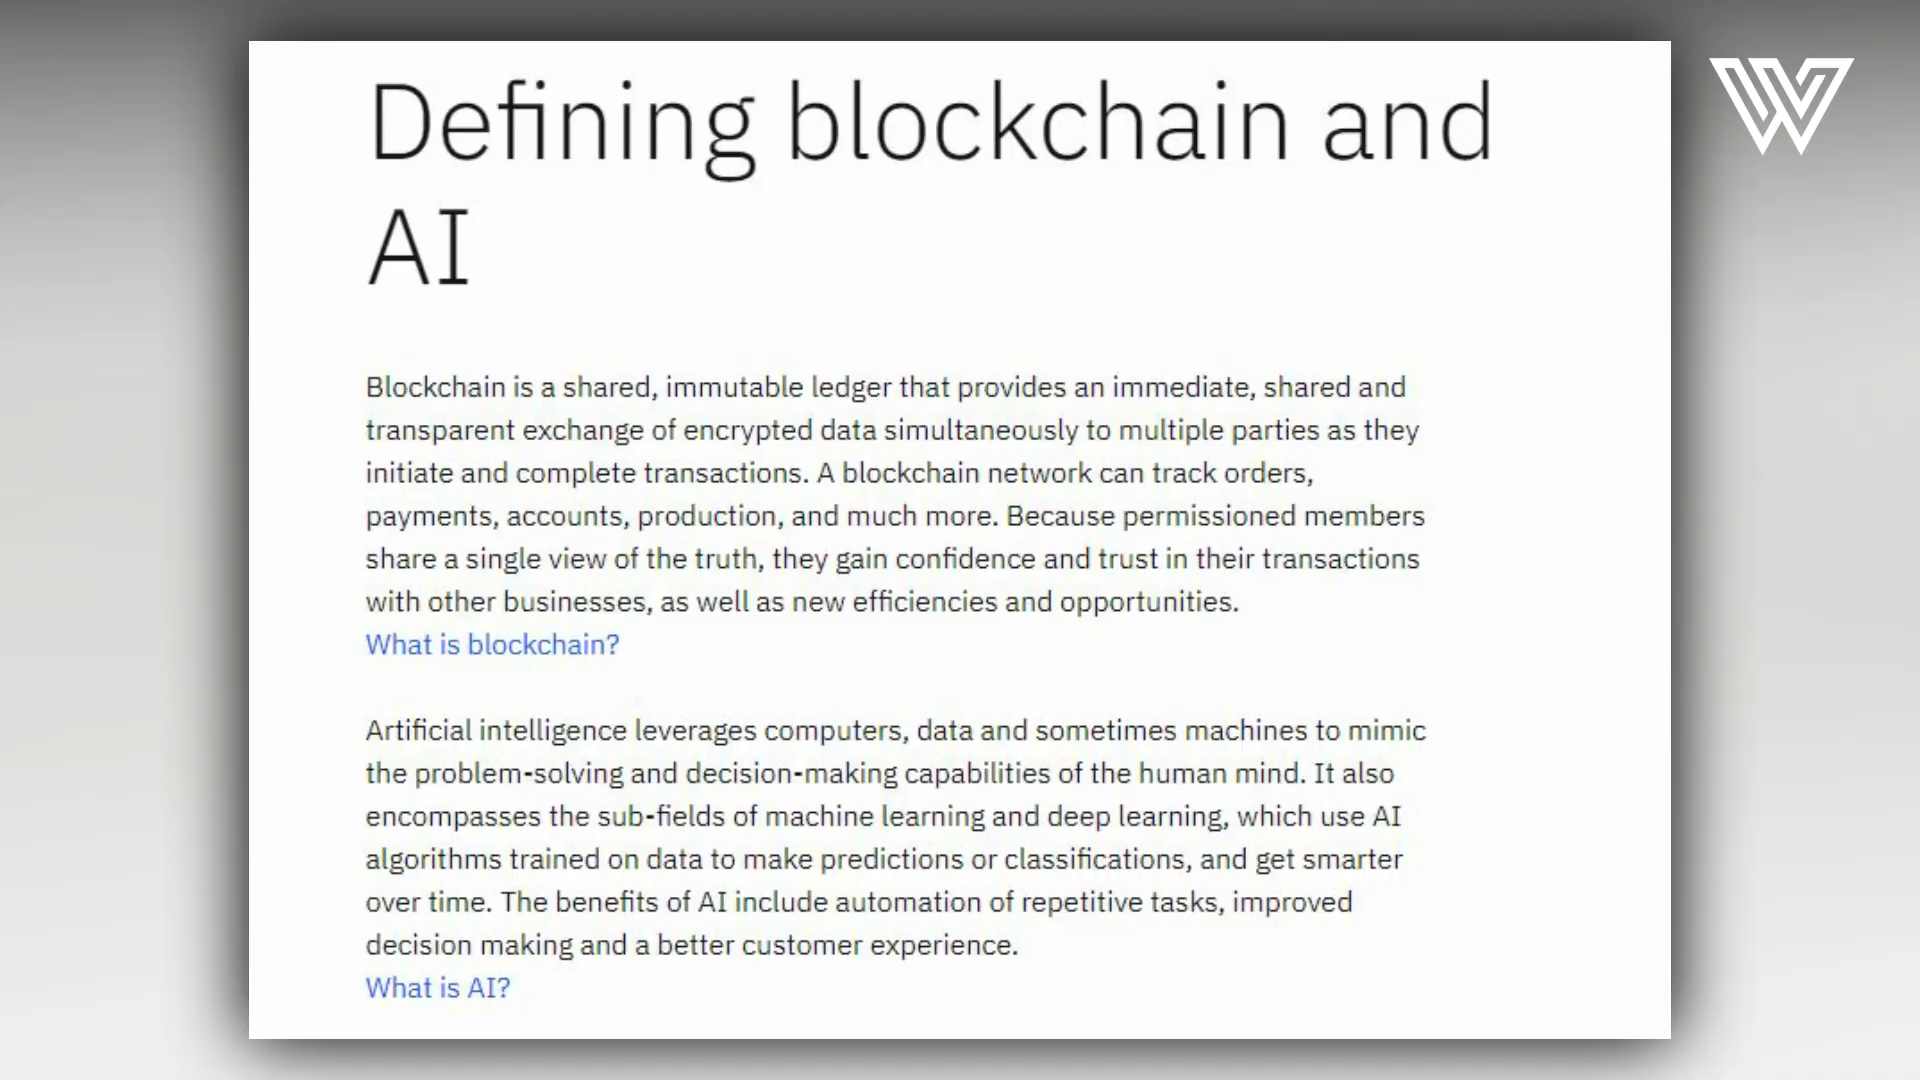 Defining blockchain and
AI
Blockchain is a shared, immutable ledger that provides an immediate, shared and
transparent exchange of encrypted data simultaneously to multiple parties as they
initiate and complete transactions. A blockchain network can track orders,
payments, accounts, production, and much more. Because permissioned members
share a single view of the truth, they gain confidence and trust in their transactions
with other businesses, as well as new efficiencies and opportunities.
What is blockchain?
Artificial intelligence leverages computers, data and sometimes machines to mimic
the problem-solving and decision-making capabilities of the human mind. It also
encompasses the sub-fields of machine learning and deep learning, which use AI
algorithms trained on data to make predictions or classifications, and get smarter
over time. The benefits of AI include automation of repetitive tasks, improved
decision making and a better customer experience.
What is AI?